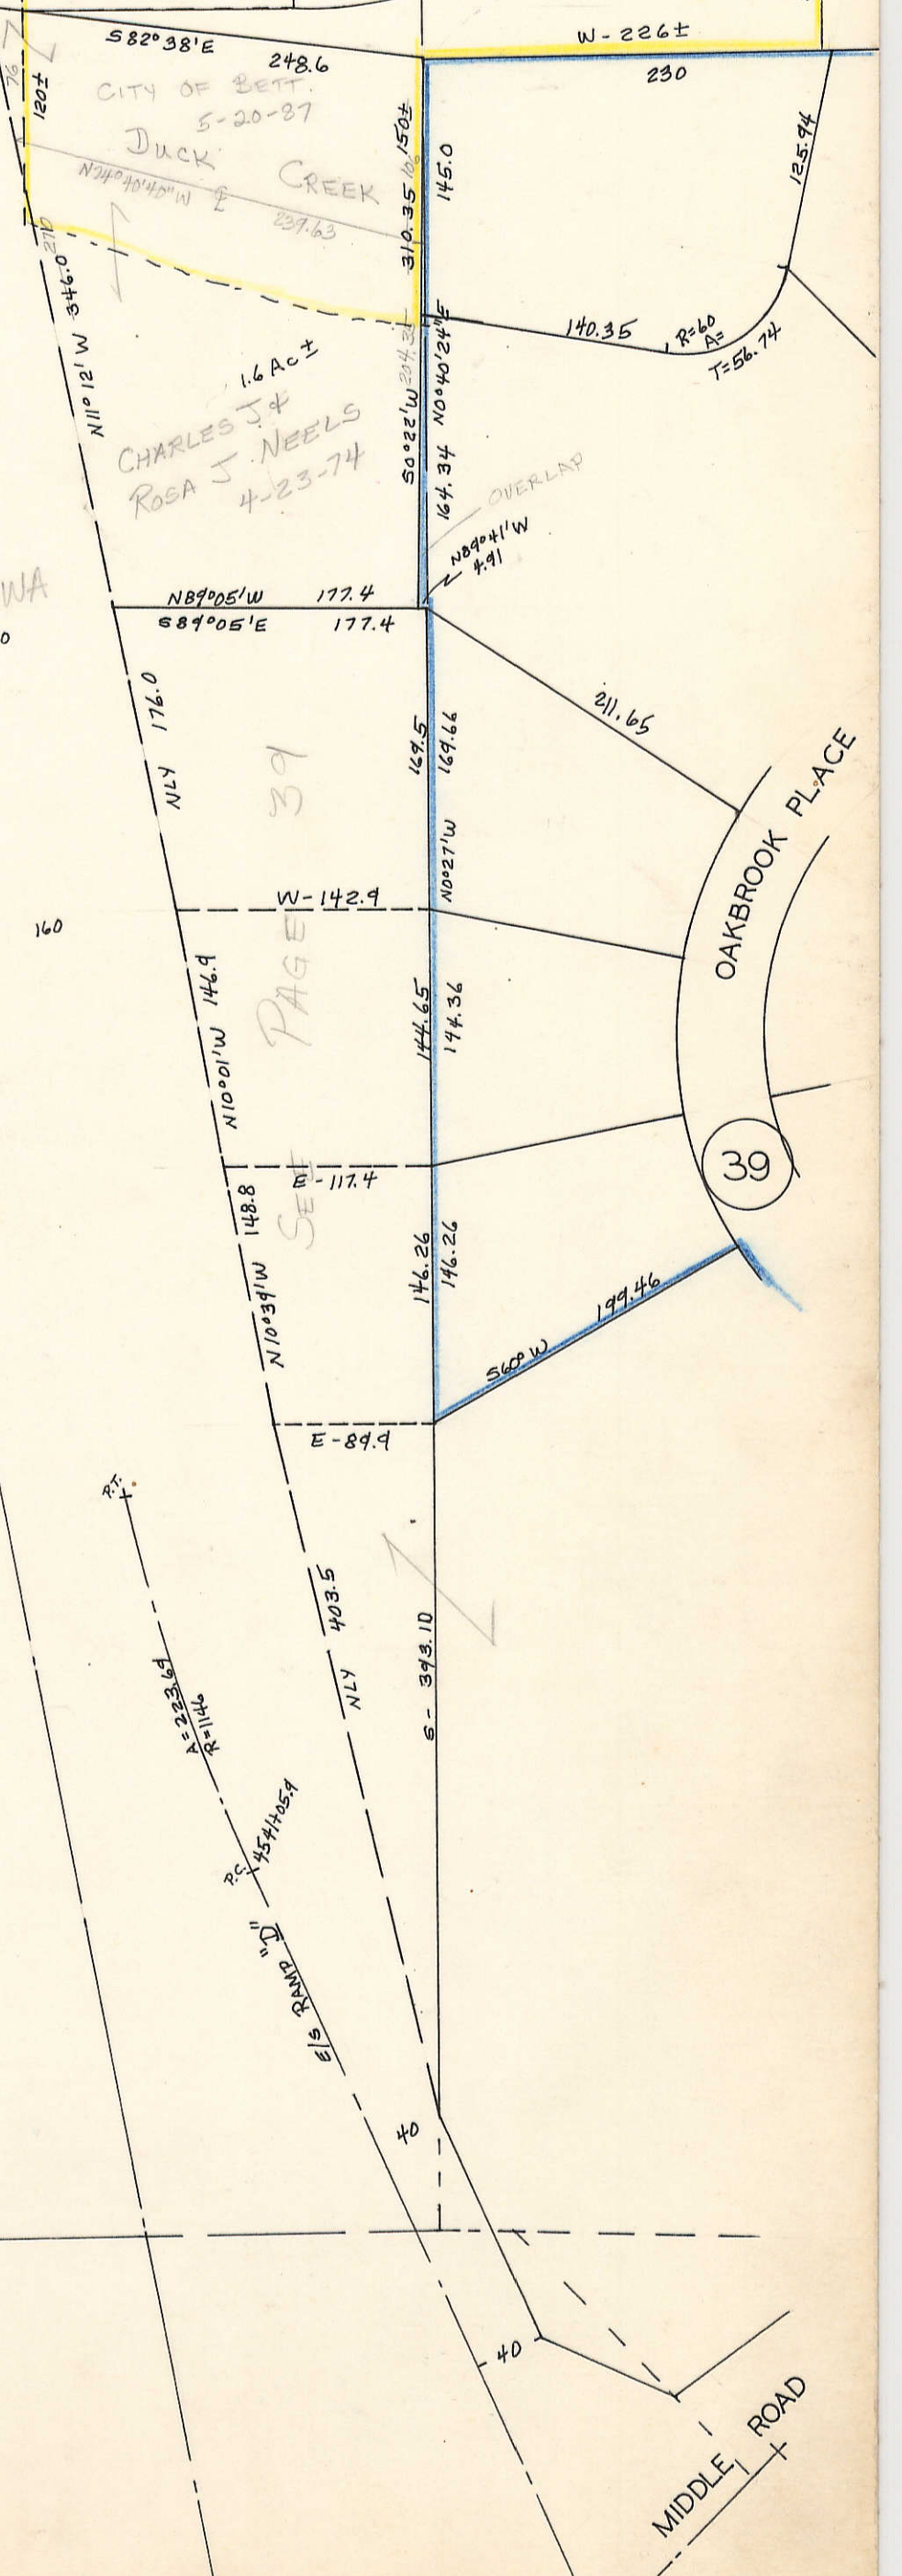 W-226±
S82°38'E
248.6
230
76
120±
CITY OF BETT.
5-20-87
DUCK CREEK
N24°40'40"W
239.63
310.35
150±
145.0
125.94
270
N11°12'W 346.0
140.35
R=60
A=
T=56.74
1.6 Ac±
CHARLES J &
ROSA J. NEELS
4-23-74
S0°22'W
164.34 N0°40'24"E
OVERLAP
N89°41'W
4.91
WA
N89°05'W 177.4
S89°05'E 177.4
NLY 176.0
169.5
169.66
N0°27'W
211.65
OAKBROOK PLACE
W-142.9
160
SEE PAGE 39
N10°01'W 146.9
144.65
144.36
39
E-117.4
N10°39'W 148.8
146.26
146.26
S60°W 199.46
E-89.9
P.T.
NLY 403.5
S- 393.10
A=223.69
R=1146
P.C.
4541+05.9
E/S RAMP "D"
40
40
MIDDLE ROAD